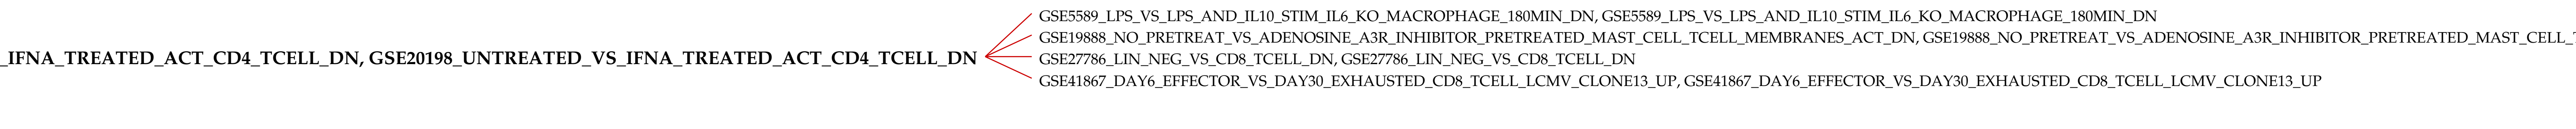 _IFNA_TREATED_ACT_CD4_TCELL_DN, GSE20198_UNTREATED_VS_IFNA_TREATED_ACT_CD4_TCELL_DN
GSE5589_LPS_VS_LPS_AND_IL10_STIM_IL6_KO_MACROPHAGE_180MIN_DN, GSE5589_LPS_VS_LPS_AND_IL10_STIM_IL6_KO_MACROPHAGE_180MIN_DN
GSE19888_NO_PRETREAT_VS_ADENOSINE_A3R_INHIBITOR_PRETREATED_MAST_CELL_TCELL_MEMBRANES_ACT_DN, GSE19888_NO_PRETREAT_VS_ADENOSINE_A3R_INHIBITOR_PRETREATED_MAST_CELL_
GSE27786_LIN_NEG_VS_CD8_TCELL_DN, GSE27786_LIN_NEG_VS_CD8_TCELL_DN
GSE41867_DAY6_EFFECTOR_VS_DAY30_EXHAUSTED_CD8_TCELL_LCMV_CLONE13_UP, GSE41867_DAY6_EFFECTOR_VS_DAY30_EXHAUSTED_CD8_TCELL_LCMV_CLONE13_UP